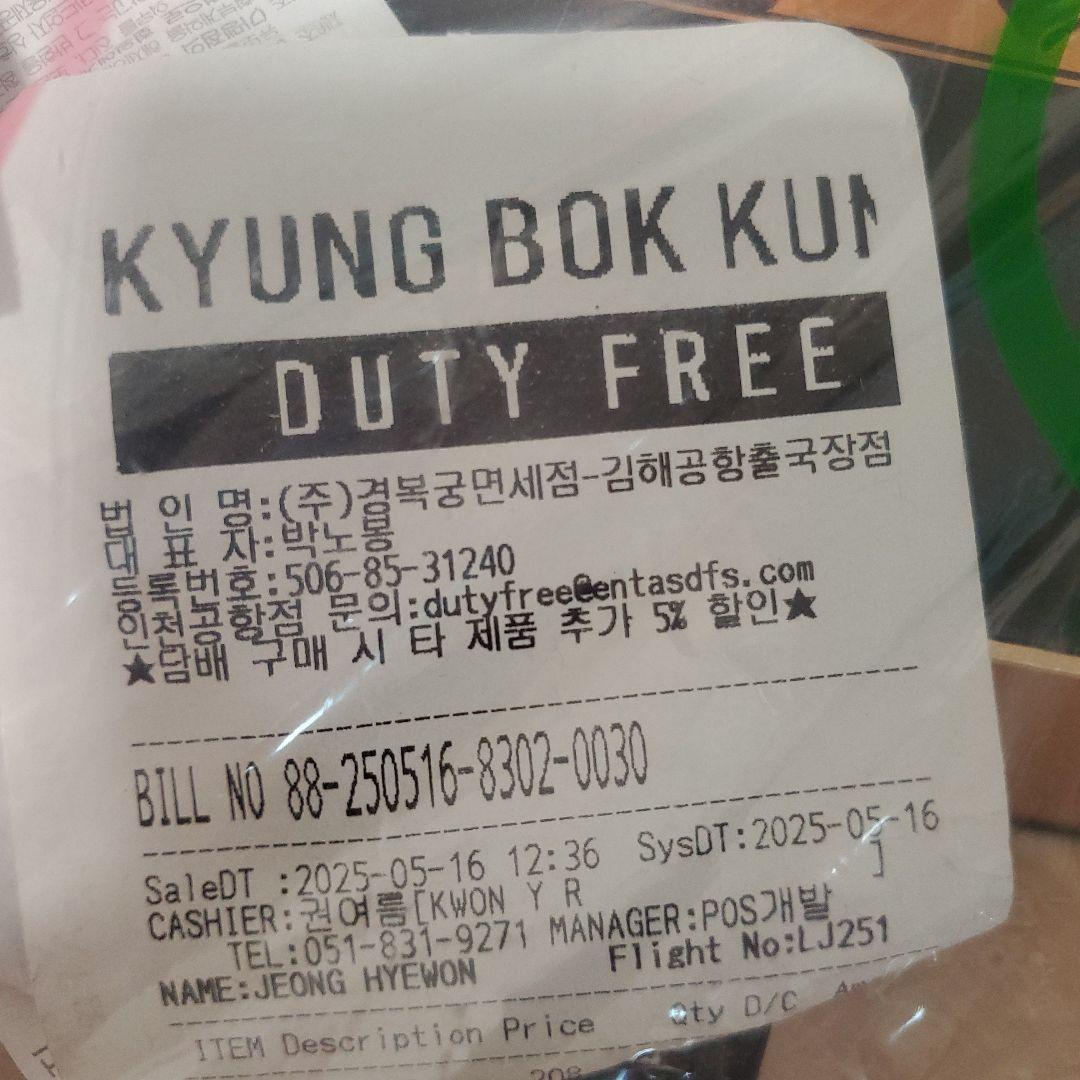 KYUNG BOK KUN
DUTY FREE
법 인 명:(주)경복궁면세점-김해공항출국장점
대 표 자:박노봉
등록번호:506-85-31240
인천공항점 문의:dutyfree@entasdfs.com
★담배 구매 시 타 제품 추가 5% 할인★
BILL NO 88-250516-8302-0030
SaleDT :2025-05-16 12:36 SysDT:2025-05-16
CASHIER:권여름[KWON Y R ]
TEL:051-831-9271 MANAGER:POS개발
NAME:JEONG HYEWON Flight No:LJ251
ITEM Description Price Qty D/C
208